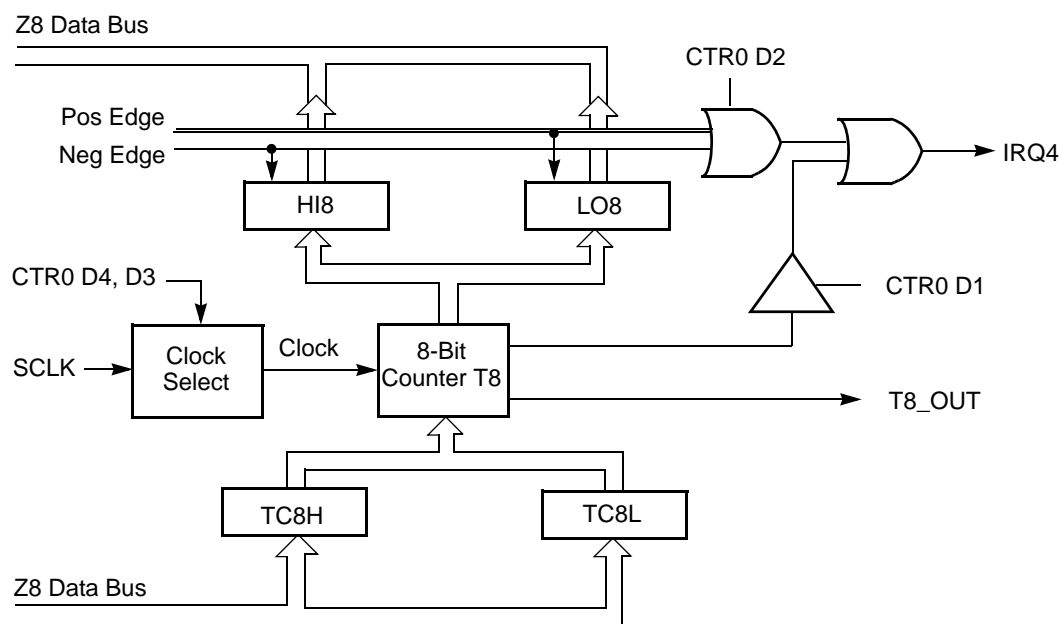 Z8 Data Bus
CTR0 D2
Pos Edge
Neg Edge
IRQ4
HI8
LO8
CTR0 D4, D3
CTR0 D1
SCLK
Clock
Select
Clock
8-Bit
Counter T8
T8_OUT
TC8H
TC8L
Z8 Data Bus